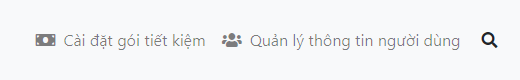 Cài đặt gói tiết kiệm Quản lý thông tin người dùng